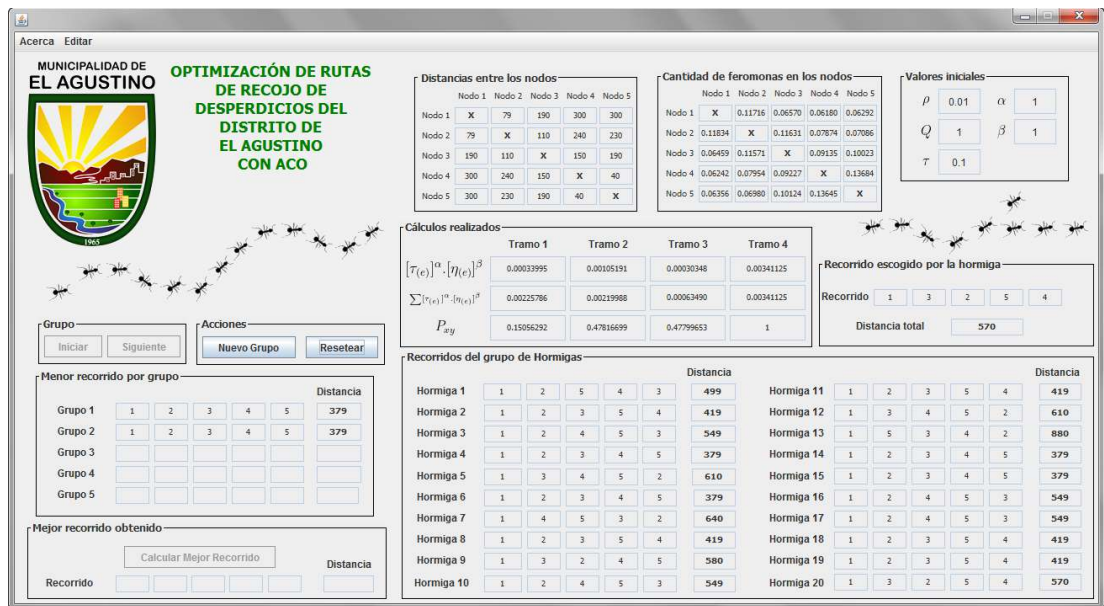 Acerca Editar
MUNICIPALIDAD DE
EL AGUSTINO
1965
OPTIMIZACIÓN DE RUTAS
DE RECOJO DE
DESPERDICIOS DEL
DISTRITO DE
EL AGUSTINO
CON ACO
Distancias entre los nodos
Nodo 1 Nodo 2 Nodo 3 Nodo 4 Nodo 5
Nodo 1 X 79 190 300 300
Nodo 2 79 X 110 240 230
Nodo 3 190 110 X 150 190
Nodo 4 300 240 150 X 40
Nodo 5 300 230 190 40 X
Cantidad de feromonas en los nodos
Nodo 1 Nodo 2 Nodo 3 Nodo 4 Nodo 5
Nodo 1 X 0.11716 0.06570 0.06180 0.06292
Nodo 2 0.11834 X 0.11631 0.07874 0.07086
Nodo 3 0.06459 0.11571 X 0.09135 0.10023
Nodo 4 0.06242 0.07954 0.09227 X 0.13684
Nodo 5 0.06356 0.06980 0.10124 0.13645 X
Valores iniciales
ρ 0.01 α 1
Q 1 β 1
τ 0.1
Cálculos realizados
Tramo 1 Tramo 2 Tramo 3 Tramo 4
[τ(e)]^α.[η(e)]^β 0.00033995 0.00105191 0.00030348 0.00341125
∑[τ(e)]^α.[η(e)]^β 0.00225786 0.00219988 0.00063490 0.00341125
Pxy 0.15056292 0.47816699 0.47799653 1
Recorrido escogido por la hormiga
Recorrido 1 3 2 5 4
Distancia total 570
Grupo
Iniciar Siguiente
Acciones
Nuevo Grupo Resetear
Menor recorrido por grupo
Distancia
Grupo 1 1 2 3 4 5 379
Grupo 2 1 2 3 4 5 379
Grupo 3
Grupo 4
Grupo 5
Mejor recorrido obtenido
Calcular Mejor Recorrido Distancia
Recorrido
Recorridos del grupo de Hormigas
Distancia
Hormiga 1 1 2 5 4 3 499
Hormiga 2 1 2 3 5 4 419
Hormiga 3 1 2 4 5 3 549
Hormiga 4 1 2 3 4 5 379
Hormiga 5 1 3 4 5 2 610
Hormiga 6 1 2 3 4 5 379
Hormiga 7 1 4 5 3 2 640
Hormiga 8 1 2 3 5 4 419
Hormiga 9 1 3 2 4 5 580
Hormiga 10 1 2 4 5 3 549
Distancia
Hormiga 11 1 2 3 5 4 419
Hormiga 12 1 3 4 5 2 610
Hormiga 13 1 5 3 4 2 880
Hormiga 14 1 2 3 4 5 379
Hormiga 15 1 2 3 4 5 379
Hormiga 16 1 2 4 5 3 549
Hormiga 17 1 2 4 5 3 549
Hormiga 18 1 2 3 5 4 419
Hormiga 19 1 2 3 5 4 419
Hormiga 20 1 3 2 5 4 570